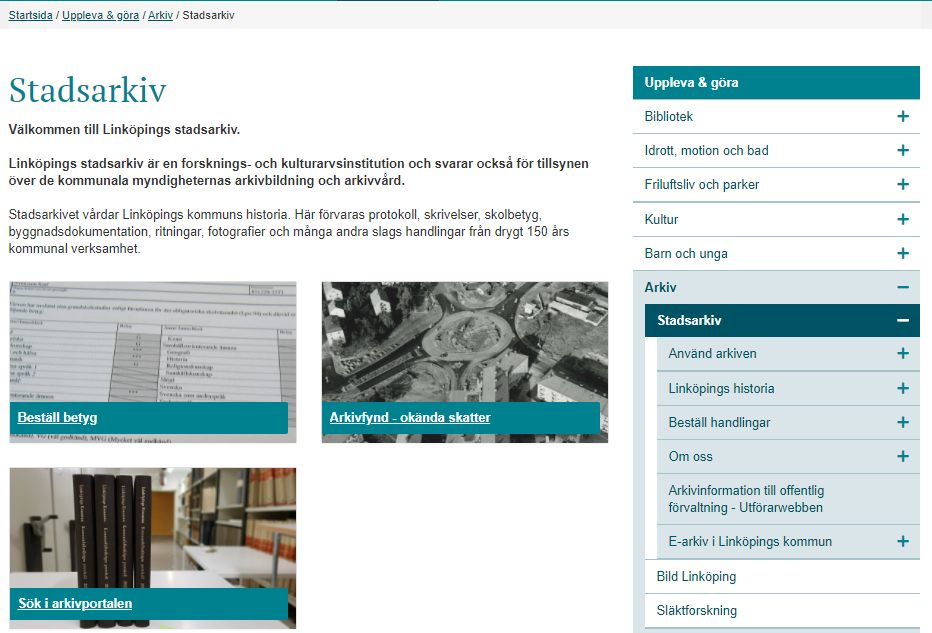 Startsida / Uppleva & göra / Arkiv / Stadsarkiv
Stadsarkiv
Välkommen till Linköpings stadsarkiv.
Linköpings stadsarkiv är en forsknings- och kulturarvsinstitution och svarar också för tillsynen
över de kommunala myndigheternas arkivbildning och arkivvård.
Stadsarkivet vårdar Linköpings kommuns historia. Här förvaras protokoll, skrivelser, skolbetyg,
byggnadsdokumentation, ritningar, fotografier och många andra slags handlingar från drygt 150 års
kommunal verksamhet.
Beställ betyg
Arkivfynd - okända skatter
Sök i arkivportalen
Uppleva & göra
Bibliotek
Idrott, motion och bad
Friluftsliv och parker
Kultur
Barn och unga
Arkiv
Stadsarkiv
Använd arkiven
Linköpings historia
Beställ handlingar
Om oss
Arkivinformation till offentlig
förvaltning - Utförarwebben
E-arkiv i Linköpings kommun
Bild Linköping
Släktforskning